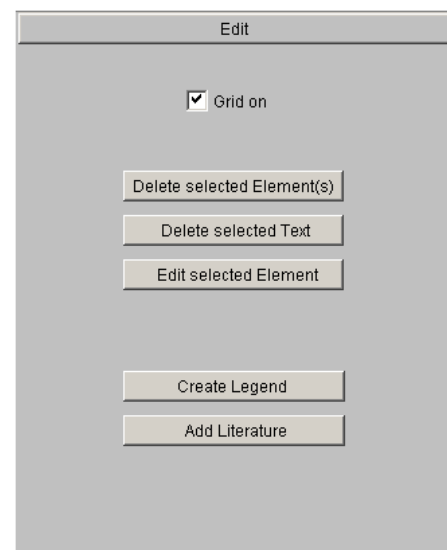 Edit
Grid on
Delete selected Element(s)
Delete selected Text
Edit selected Element
Create Legend
Add Literature